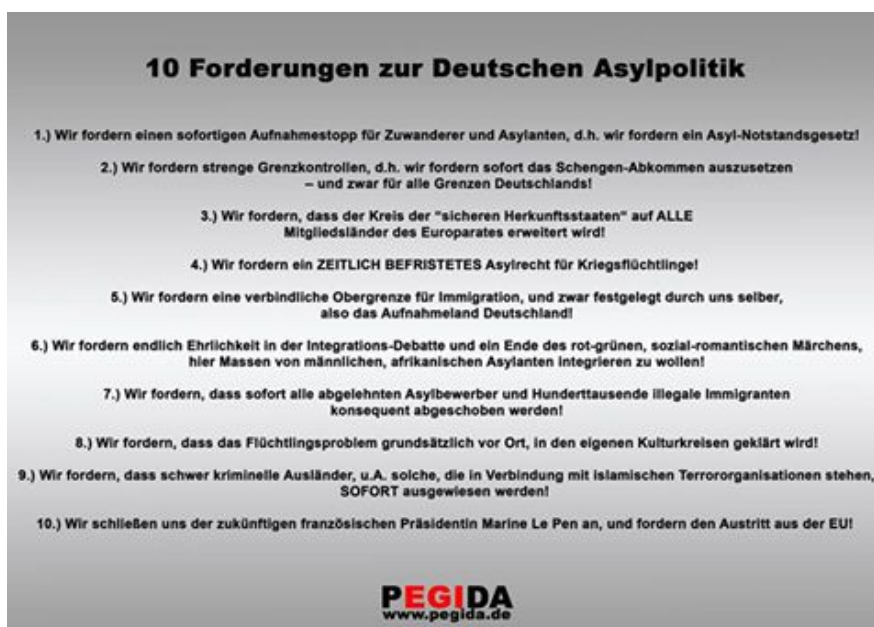 10 Forderungen zur Deutschen Asylpolitik
1.) Wir fordern einen sofortigen Aufnahmestopp für Zuwanderer und Asylanten, d.h. wir fordern ein Asyl-Notstandsgesetz!
2.) Wir fordern strenge Grenzkontrollen, d.h. wir fordern sofort das Schengen-Abkommen auszusetzen
– und zwar für alle Grenzen Deutschlands!
3.) Wir fordern, dass der Kreis der "sicheren Herkunftsstaaten" auf ALLE
Mitgliedsländer des Europarates erweitert wird!
4.) Wir fordern ein ZEITLICH BEFRISTETES Asylrecht für Kriegsflüchtlinge!
5.) Wir fordern eine verbindliche Obergrenze für Immigration, und zwar festgelegt durch uns selber,
also das Aufnahmeland Deutschland!
6.) Wir fordern endlich Ehrlichkeit in der Integrations-Debatte und ein Ende des rot-grünen, sozial-romantischen Märchens,
hier Massen von männlichen, afrikanischen Asylanten integrieren zu wollen!
7.) Wir fordern, dass sofort alle abgelehnten Asylbewerber und Hunderttausende illegale Immigranten
konsequent abgeschoben werden!
8.) Wir fordern, dass das Flüchtlingsproblem grundsätzlich vor Ort, in den eigenen Kulturkreisen geklärt wird!
9.) Wir fordern, dass schwer kriminelle Ausländer, u.A. solche, die in Verbindung mit islamischen Terrororganisationen stehen,
SOFORT ausgewiesen werden!
10.) Wir schließen uns der zukünftigen französischen Präsidentin Marine Le Pen an, und fordern den Austritt aus der EU!
PEGIDA
www.pegida.de